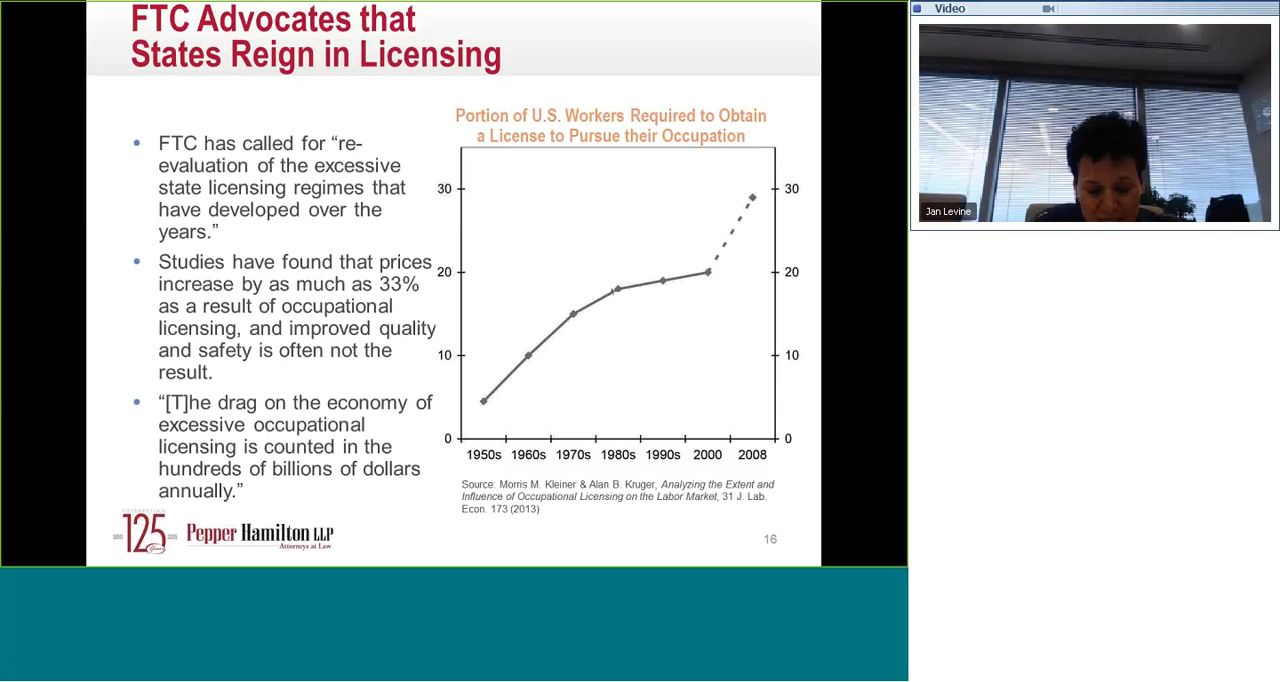 FTC Advocates that
States Reign in Licensing
• FTC has called for “re-
evaluation of the excessive
state licensing regimes that
have developed over the
years.”
• Studies have found that prices
increase by as much as 33%
as a result of occupational
licensing, and improved quality
and safety is often not the
result.
• “[T]he drag on the economy of
excessive occupational
licensing is counted in the
hundreds of billions of dollars
annually.”
Portion of U.S. Workers Required to Obtain
a License to Pursue their Occupation
30 30
20 20
10 10
0 0
1950s 1960s 1970s 1980s 1990s 2000 2008
Source: Morris M. Kleiner & Alan B. Kruger, Analyzing the Extent and
Influence of Occupational Licensing on the Labor Market, 31 J. Lab.
Econ. 173 (2013)
CELEBRATING
125
Years
Pepper Hamilton LLP
Attorneys at Law
16
Video
Jan Levine